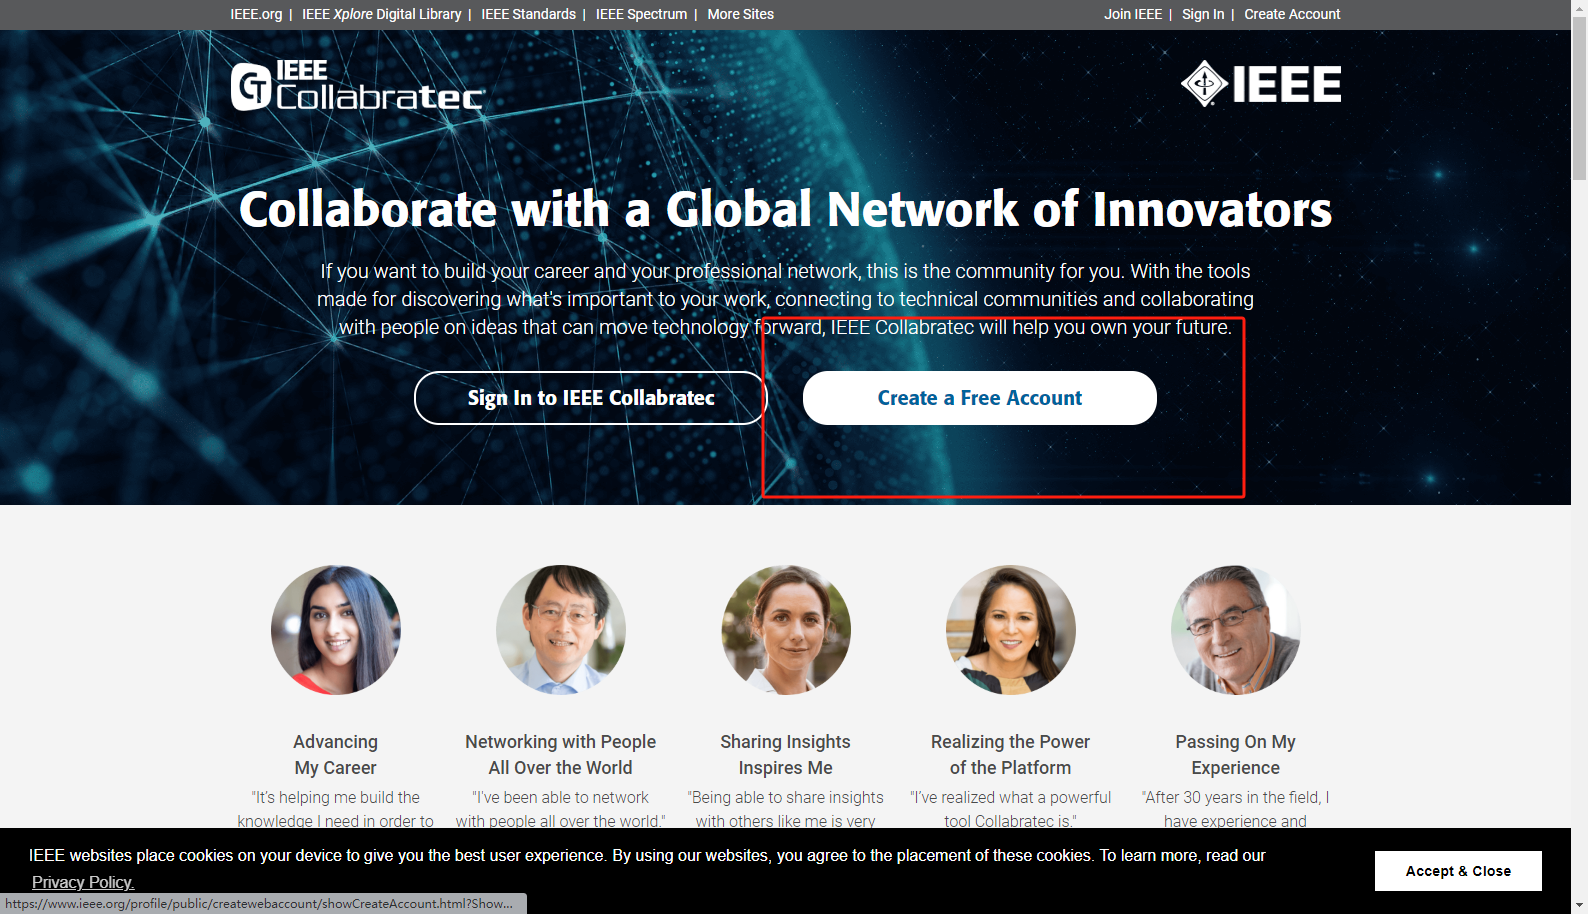 IEEE.org | IEEE Xplore Digital Library | IEEE Standards | IEEE Spectrum | More Sites
Join IEEE | Sign In | Create Account
IEEE
Collabratec
IEEE
Collaborate with a Global Network of Innovators
If you want to build your career and your professional network, this is the community for you. With the tools
made for discovering what's important to your work, connecting to technical communities and collaborating
with people on ideas that can move technology forward, IEEE Collabratec will help you own your future.
Sign In to IEEE Collabratec
Create a Free Account
Advancing
My Career
"It's helping me build the
knowledge I need in order to
Networking with People
All Over the World
"I've been able to network
with people all over the world."
Sharing Insights
Inspires Me
"Being able to share insights
with others like me is very
Realizing the Power
of the Platform
"I've realized what a powerful
tool Collabratec is."
Passing On My
Experience
"After 30 years in the field, I
have experience and
IEEE websites place cookies on your device to give you the best user experience. By using our websites, you agree to the placement of these cookies. To learn more, read our
Privacy Policy.
Accept & Close
https://www.ieee.org/profile/public/createwebaccount/showCreateAccount.html?Show...